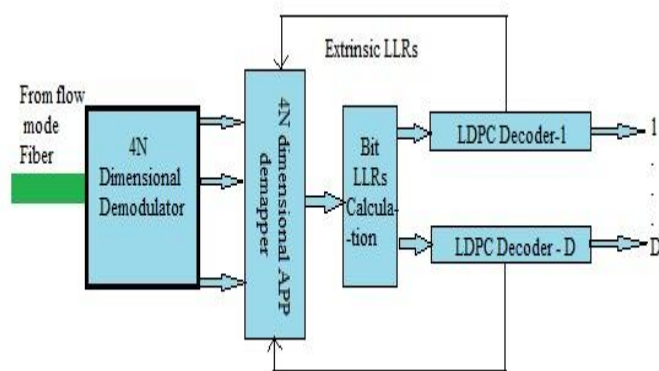 Extrinsic LLRs
From flow
mode
Fiber
4N
Dimensional
Demodulator
4N dimensional APP
demapper
Bit
LLRs
Calcula-
-tion
LDPC Decoder-1
LDPC Decoder - D
1
.
.
.
D